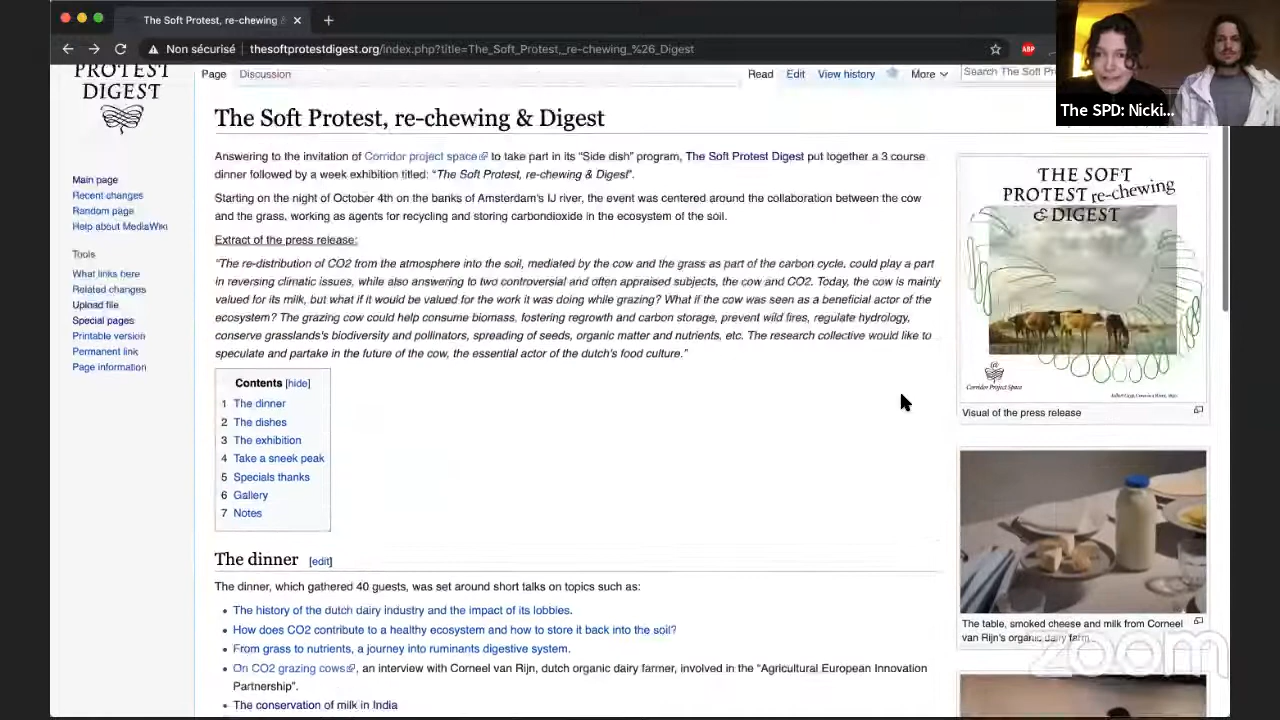 The Soft Protest, re-chewing &
Non sécurisé | thesoftprotestdigest.org/index.php?title=The_Soft_Protest,_re-chewing_%26_Digest
ABP
The SPD: Nicki...
PROTEST
DIGEST
Page Discussion Read Edit View history More Search The Soft Pr
The Soft Protest, re-chewing & Digest
Answering to the invitation of Corridor project space to take part in its "Side dish" program, The Soft Protest Digest put together a 3 course
dinner followed by a week exhibition titled: "The Soft Protest, re-chewing & Digest".
Starting on the night of October 4th on the banks of Amsterdam's IJ river, the event was centered around the collaboration between the cow
and the grass, working as agents for recycling and storing carbondioxide in the ecosystem of the soil.
Extract of the press release:
"The re-distribution of CO2 from the atmosphere into the soil, mediated by the cow and the grass as part of the carbon cycle, could play a part
in reversing climatic issues, while also answering to two controversial and often appraised subjects, the cow and CO2. Today, the cow is mainly
valued for its milk, but what if it would be valued for the work it was doing while grazing? What if the cow was seen as a beneficial actor of the
ecosystem? The grazing cow could help consume biomass, fostering regrowth and carbon storage, prevent wild fires, regulate hydrology,
conserve grasslands's biodiversity and pollinators, spreading of seeds, organic matter and nutrients, etc. The research collective would like to
speculate and partake in the future of the cow, the essential actor of the dutch's food culture."
Main page
Recent changes
Random page
Help about MediaWiki
Tools
What links here
Related changes
Upload file
Special pages
Printable version
Permanent link
Page information
Contents [hide]
1 The dinner
2 The dishes
3 The exhibition
4 Take a sneek peak
5 Specials thanks
6 Gallery
7 Notes
The dinner [edit]
The dinner, which gathered 40 guests, was set around short talks on topics such as:
The history of the dutch dairy industry and the impact of its lobbies.
How does CO2 contribute to a healthy ecosystem and how to store it back into the soil?
From grass to nutrients, a journey into ruminants digestive system.
On CO2 grazing cows, an interview with Corneel van Rijn, dutch organic dairy farmer, involved in the "Agricultural European Innovation
Partnership".
The conservation of milk in India
THE SOFT
PROTEST re-chewing
& DIGEST
Corridor Project Space
Visual of the press release
The table, smoked cheese and milk from Corneel
van Rijn's organic dairy farm
zoom